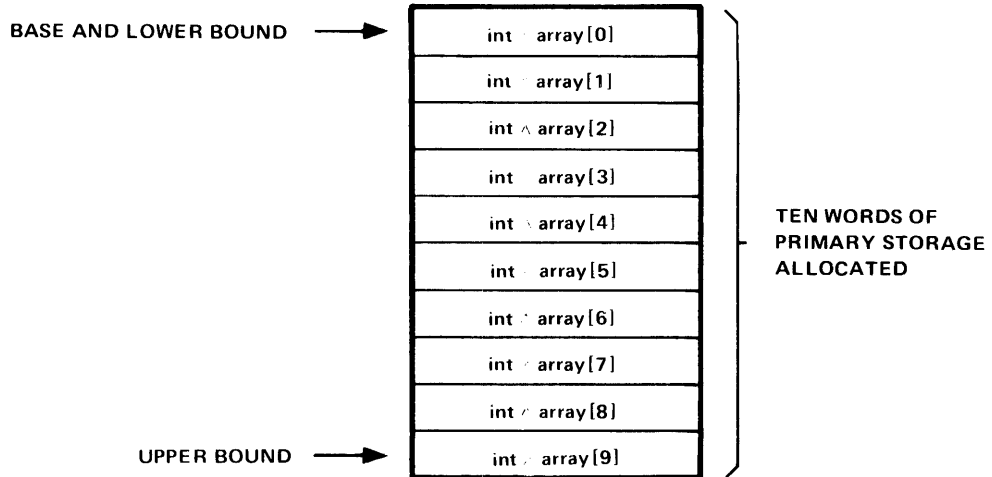 BASE AND LOWER BOUND
int ^ array[0]
int ^ array[1]
int ^ array[2]
int ^ array[3]
int ^ array[4]
int ^ array[5]
int ^ array[6]
int ^ array[7]
int ^ array[8]
UPPER BOUND
int ^ array[9]
TEN WORDS OF
PRIMARY STORAGE
ALLOCATED